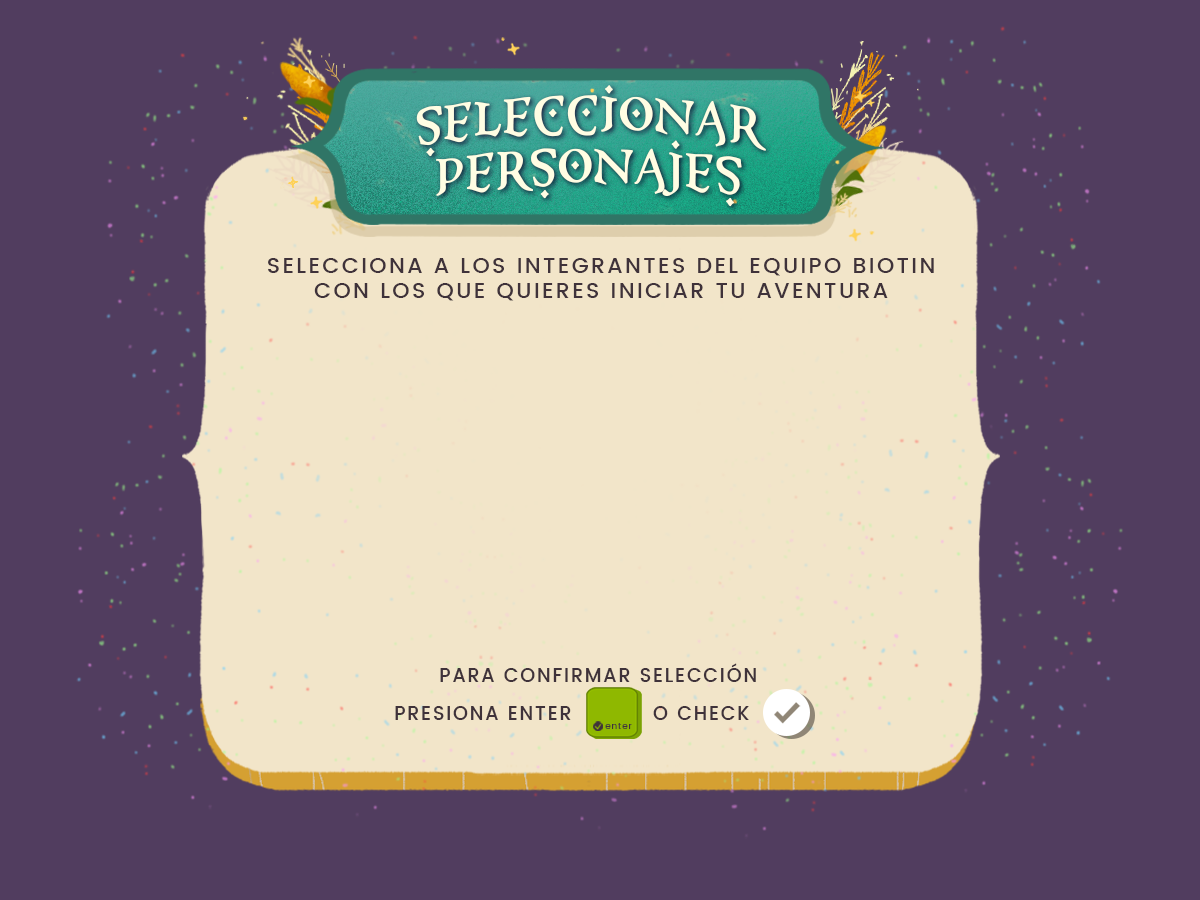 SELECCIONAR
PERSONAJES
SELECCIONA A LOS INTEGRANTES DEL EQUIPO BIOTIN
CON LOS QUE QUIERES INICIAR TU AVENTURA
PARA CONFIRMAR SELECCIÓN
PRESIONA ENTER enter O CHECK